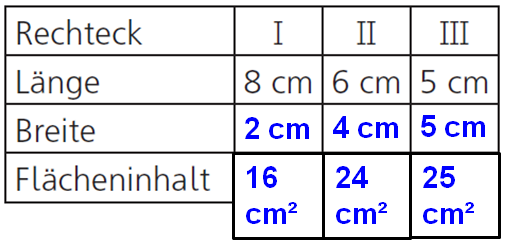 Rechteck I II III
Länge 8 cm 6 cm 5 cm
Breite 2 cm 4 cm 5 cm
Flächeninhalt 16 cm² 24 cm² 25 cm²